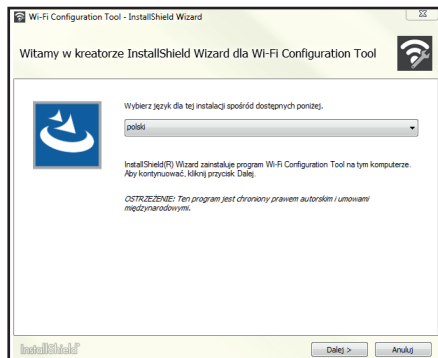 Wi-Fi Configuration Tool - InstallShield Wizard
Witamy w kreatorze InstallShield Wizard dla Wi-Fi Configuration Tool
Wybierz język dla tej instalacji spośród dostępnych poniżej.
polski
InstallShield(R) Wizard zainstaluje program Wi-Fi Configuration Tool na tym komputerze.
Aby kontynuować, kliknij przycisk Dalej.
OSTRZEŻENIE: Ten program jest chroniony prawem autorskim i umowami
międzynarodowymi.
InstallShield
Dalej >
Anuluj